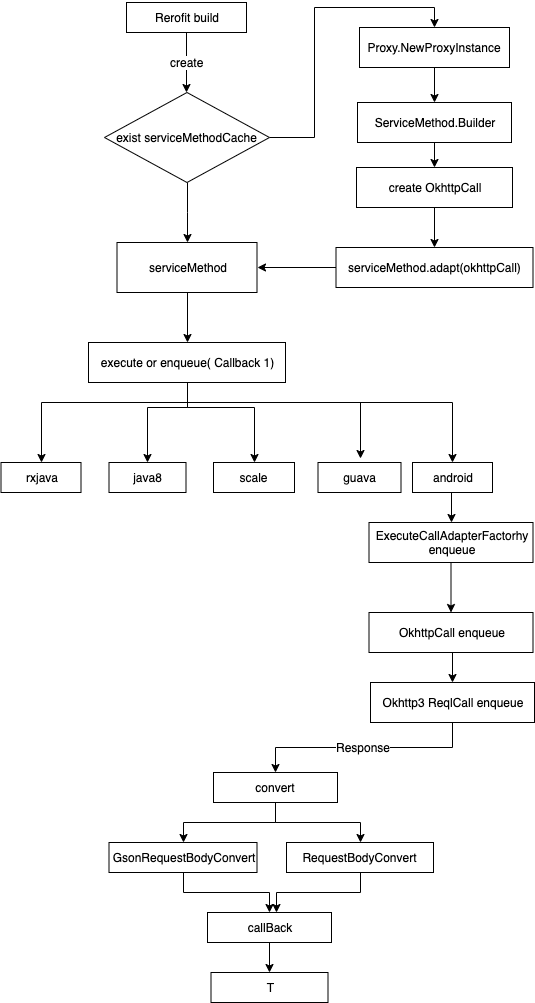 Rerofit build
create
exist serviceMethodCache
Proxy.NewProxyInstance
ServiceMethod.Builder
create OkhttpCall
serviceMethod.adapt(okhttpCall)
serviceMethod
execute or enqueue( Callback 1)
rxjava
java8
scale
guava
android
ExecuteCallAdapterFactorhy
enqueue
OkhttpCall enqueue
Okhttp3 ReqlCall enqueue
Response
convert
GsonRequestBodyConvert
RequestBodyConvert
callBack
T